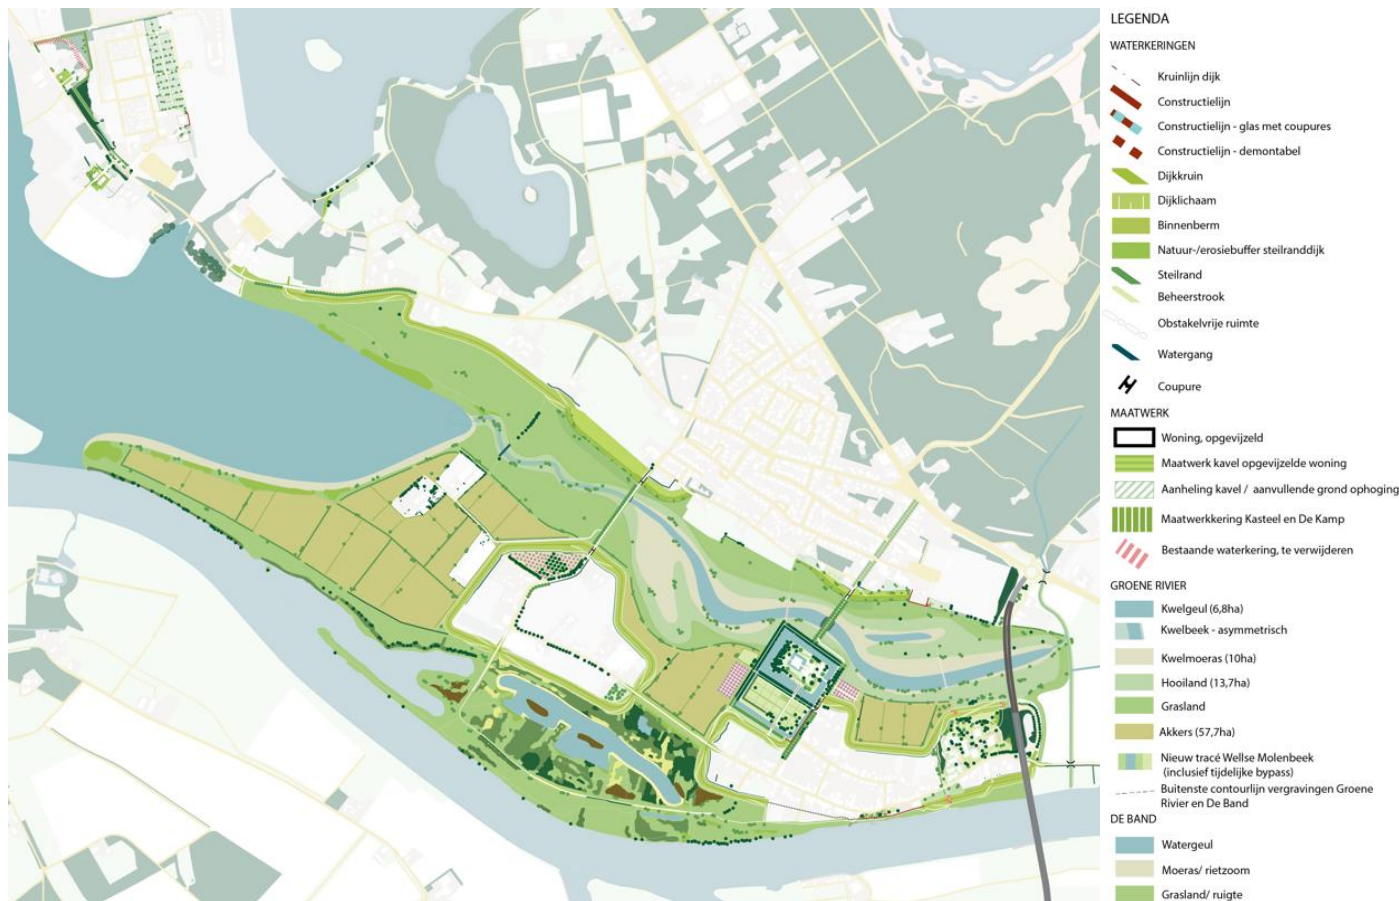 LEGENDA
WATERKERINGEN
Kruinlijn dijk
Constructielijn
Constructielijn - glas met coupures
Constructielijn - demontabel
Dijkkruin
Dijklichaam
Binnenberm
Natuur-/erosiebuffer steilranddijk
Steilrand
Beheerstrook
Obstakelvrije ruimte
Watergang
Coupure
MAATWERK
Woning, opgevijzeld
Maatwerk kavel opgevijzelde woning
Aanheling kavel / aanvullende grond ophoging
Maatwerkkering Kasteel en De Kamp
Bestaande waterkering, te verwijderen
GROENE RIVIER
Kwelgeul (6,8ha)
Kwelbeek - asymmetrisch
Kwelmoeras (10ha)
Hooiland (13,7ha)
Grasland
Akkers (57,7ha)
Nieuw tracé Wellse Molenbeek
(inclusief tijdelijke bypass)
Buitenste contourlijn vergravingen Groene
Rivier en De Band
DE BAND
Watergeul
Moeras/ rietzoom
Grasland/ ruigte